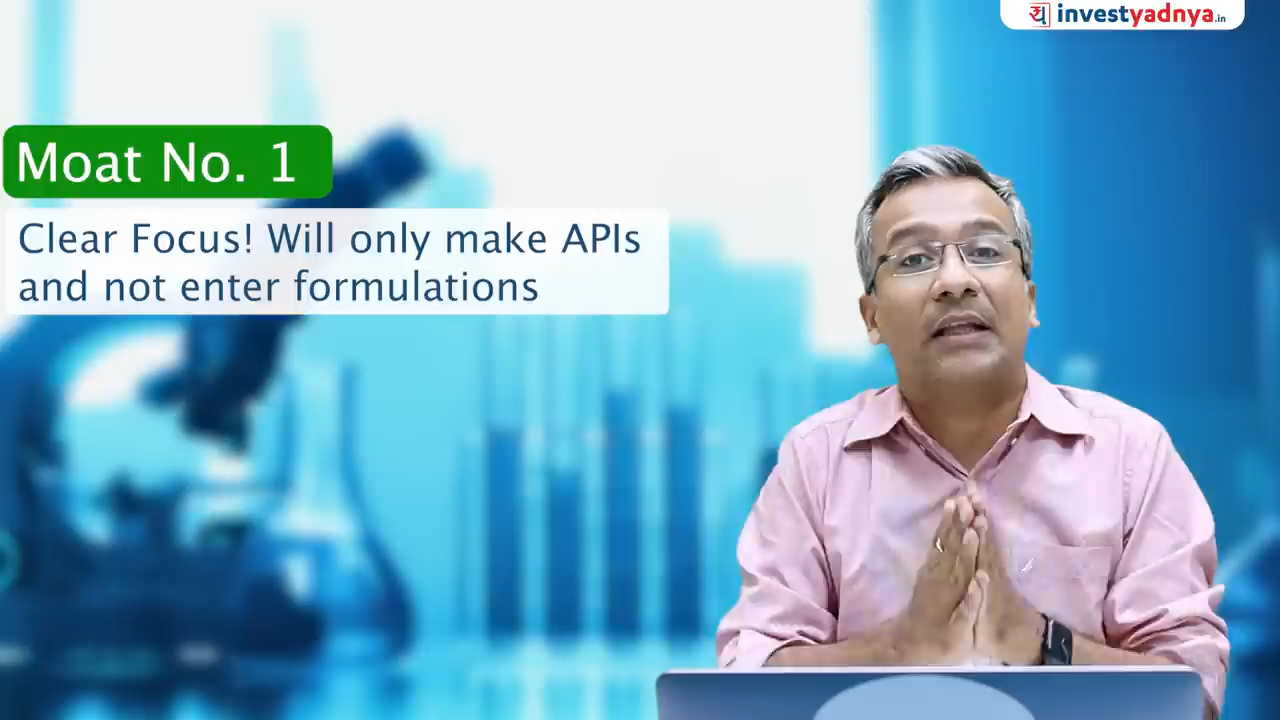 य investyadnya.in
Moat No. 1
Clear Focus! Will only make APIs
and not enter formulations